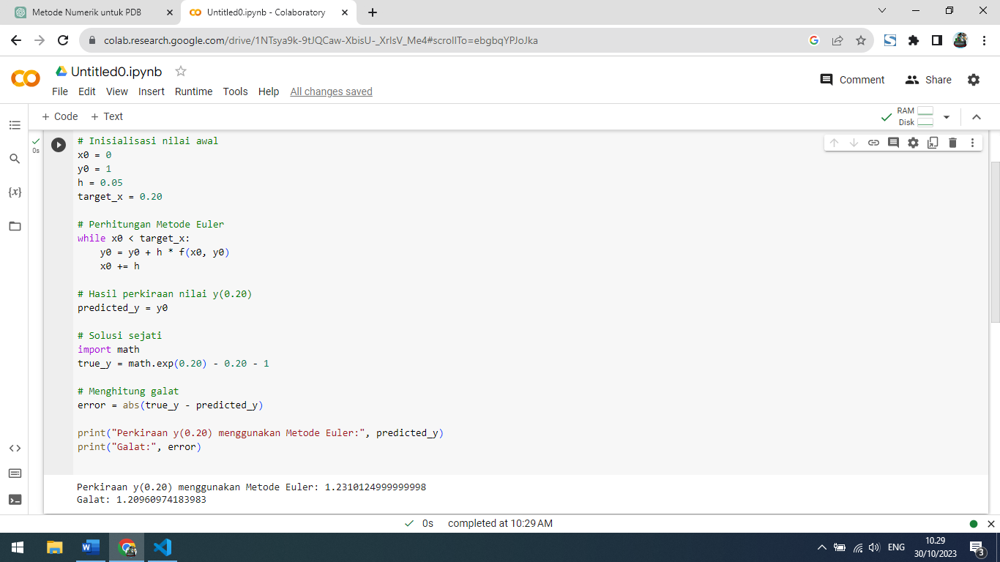 Metode Numerik untuk PDB
Untitled0.ipynb - Colaboratory
colab.research.google.com/drive/1NTsya9k-9tJQCaw-XbisU-_XrlsV_Me4#scrollTo=ebgbqYPJoJka
Untitled0.ipynb
File Edit View Insert Runtime Tools Help All changes saved
Comment Share
+ Code + Text
RAM
Disk
0s
# Inisialisasi nilai awal
x0 = 0
y0 = 1
h = 0.05
target_x = 0.20
# Perhitungan Metode Euler
while x0 < target_x:
y0 = y0 + h * f(x0, y0)
x0 += h
# Hasil perkiraan nilai y(0.20)
predicted_y = y0
# Solusi sejati
import math
true_y = math.exp(0.20) - 0.20 - 1
# Menghitung galat
error = abs(true_y - predicted_y)
print("Perkiraan y(0.20) menggunakan Metode Euler:", predicted_y)
print("Galat:", error)
Perkiraan y(0.20) menggunakan Metode Euler: 1.2310124999999998
Galat: 1.20960974183983
0s completed at 10:29 AM
ENG
10.29
30/10/2023
3